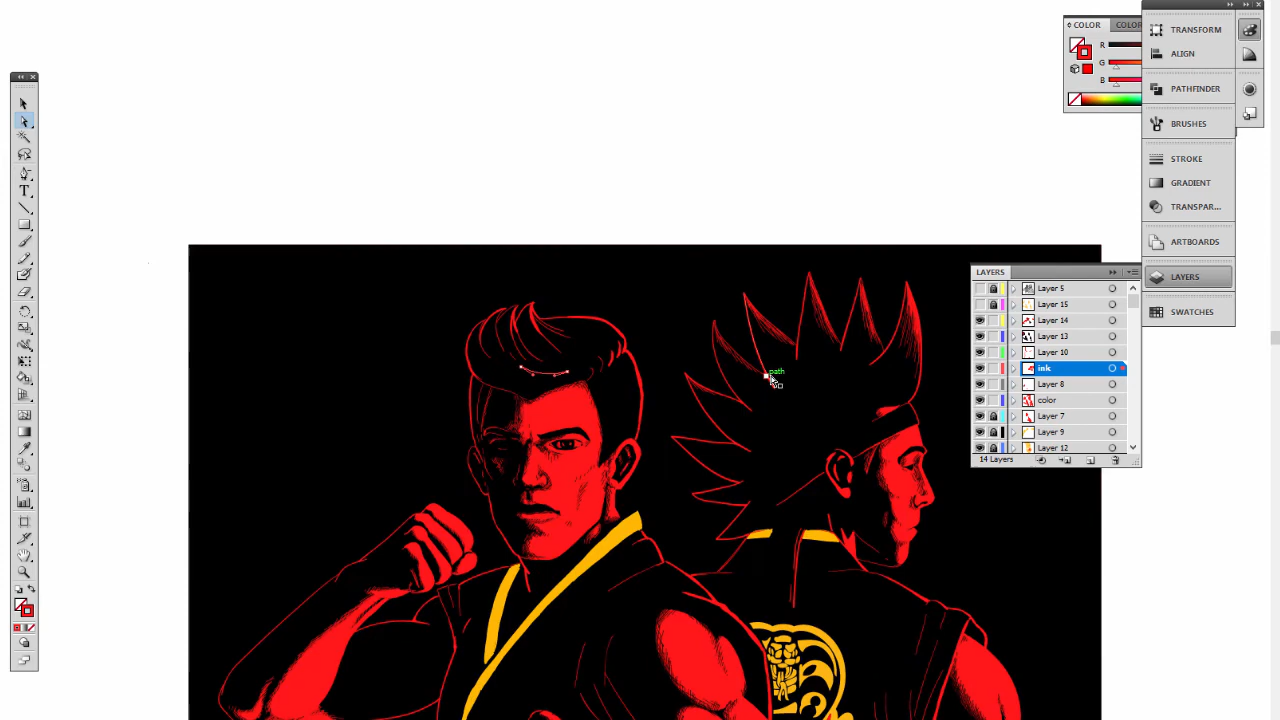 COLOR
COLOR
R
G
B
TRANSFORM
ALIGN
PATHFINDER
BRUSHES
STROKE
GRADIENT
TRANSPAR...
ARTBOARDS
LAYERS
SWATCHES
LAYERS
Layer 5
Layer 15
Layer 14
Layer 13
Layer 10
ink
Layer 8
color
Layer 7
Layer 9
Layer 12
14 Layers
path
T